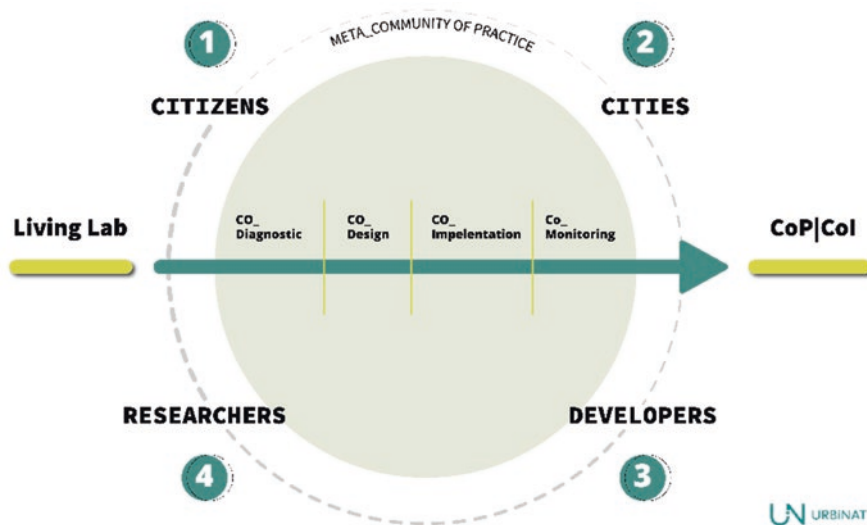 1
META_COMMUNITY OF PRACTICE
2
CITIZENS
CITIES
Living Lab
CO_
Diagnostic
CO_
Design
CO_
Impelentation
Co_
Monitoring
CoP|CoI
RESEARCHERS
DEVELOPERS
4
3
UN URBINAT